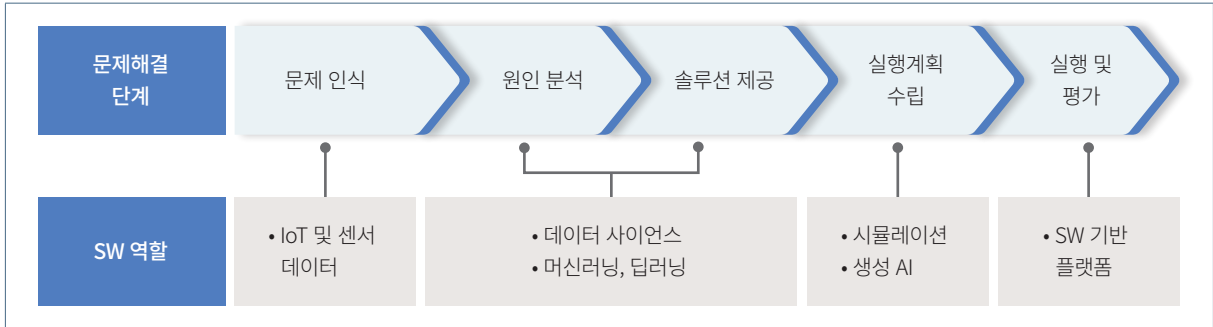 문제해결
단계
문제 인식
원인 분석
솔루션 제공
실행계획
수립
실행 및
평가
SW 역할
• IoT 및 센서
데이터
• 데이터 사이언스
• 머신러닝, 딥러닝
• 시뮬레이션
• 생성 AI
• SW 기반
플랫폼